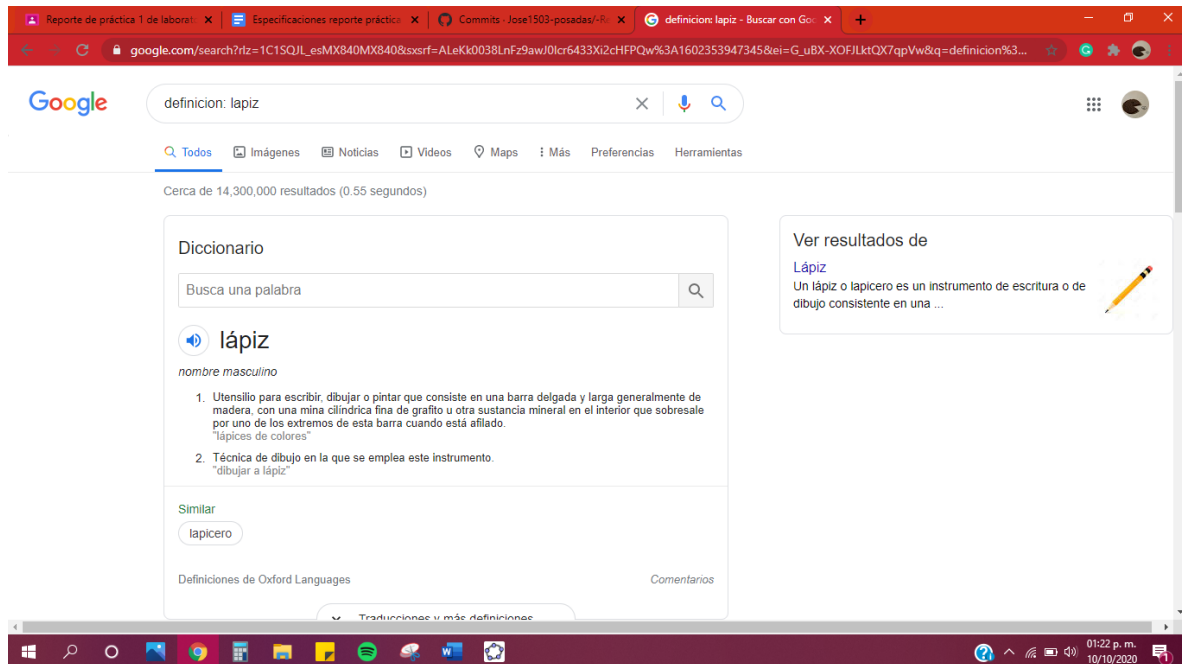 Reporte de práctica 1 de laborato
Especificaciones reporte práctica
Commits · Jose1503-posadas/-Re
definicion: lapiz - Buscar con Goo
google.com/search?rlz=1C1SQJL_esMX840MX840&sxsrf=ALeKk0038LnFz9awJ0Icr6433Xi2cHFPQw%3A1602353947345&ei=G_uBX-XOFJLktQX7qpVw&q=definicion%3...
Google
definicion: lapiz
Todos Imágenes Noticias Videos Maps Más Preferencias Herramientas
Cerca de 14,300,000 resultados (0.55 segundos)
Diccionario
Busca una palabra
lápiz
nombre masculino
1. Utensilio para escribir, dibujar o pintar que consiste en una barra delgada y larga generalmente de
madera, con una mina cilíndrica fina de grafito u otra sustancia mineral en el interior que sobresale
por uno de los extremos de esta barra cuando está afilado.
"lápices de colores"
2. Técnica de dibujo en la que se emplea este instrumento.
"dibujar a lápiz"
Similar
lapicero
Definiciones de Oxford Languages
Comentarios
Traducciones y más definiciones
Ver resultados de
Lápiz
Un lápiz o lapicero es un instrumento de escritura o de
dibujo consistente en una ...
01:22 p. m.
10/10/2020